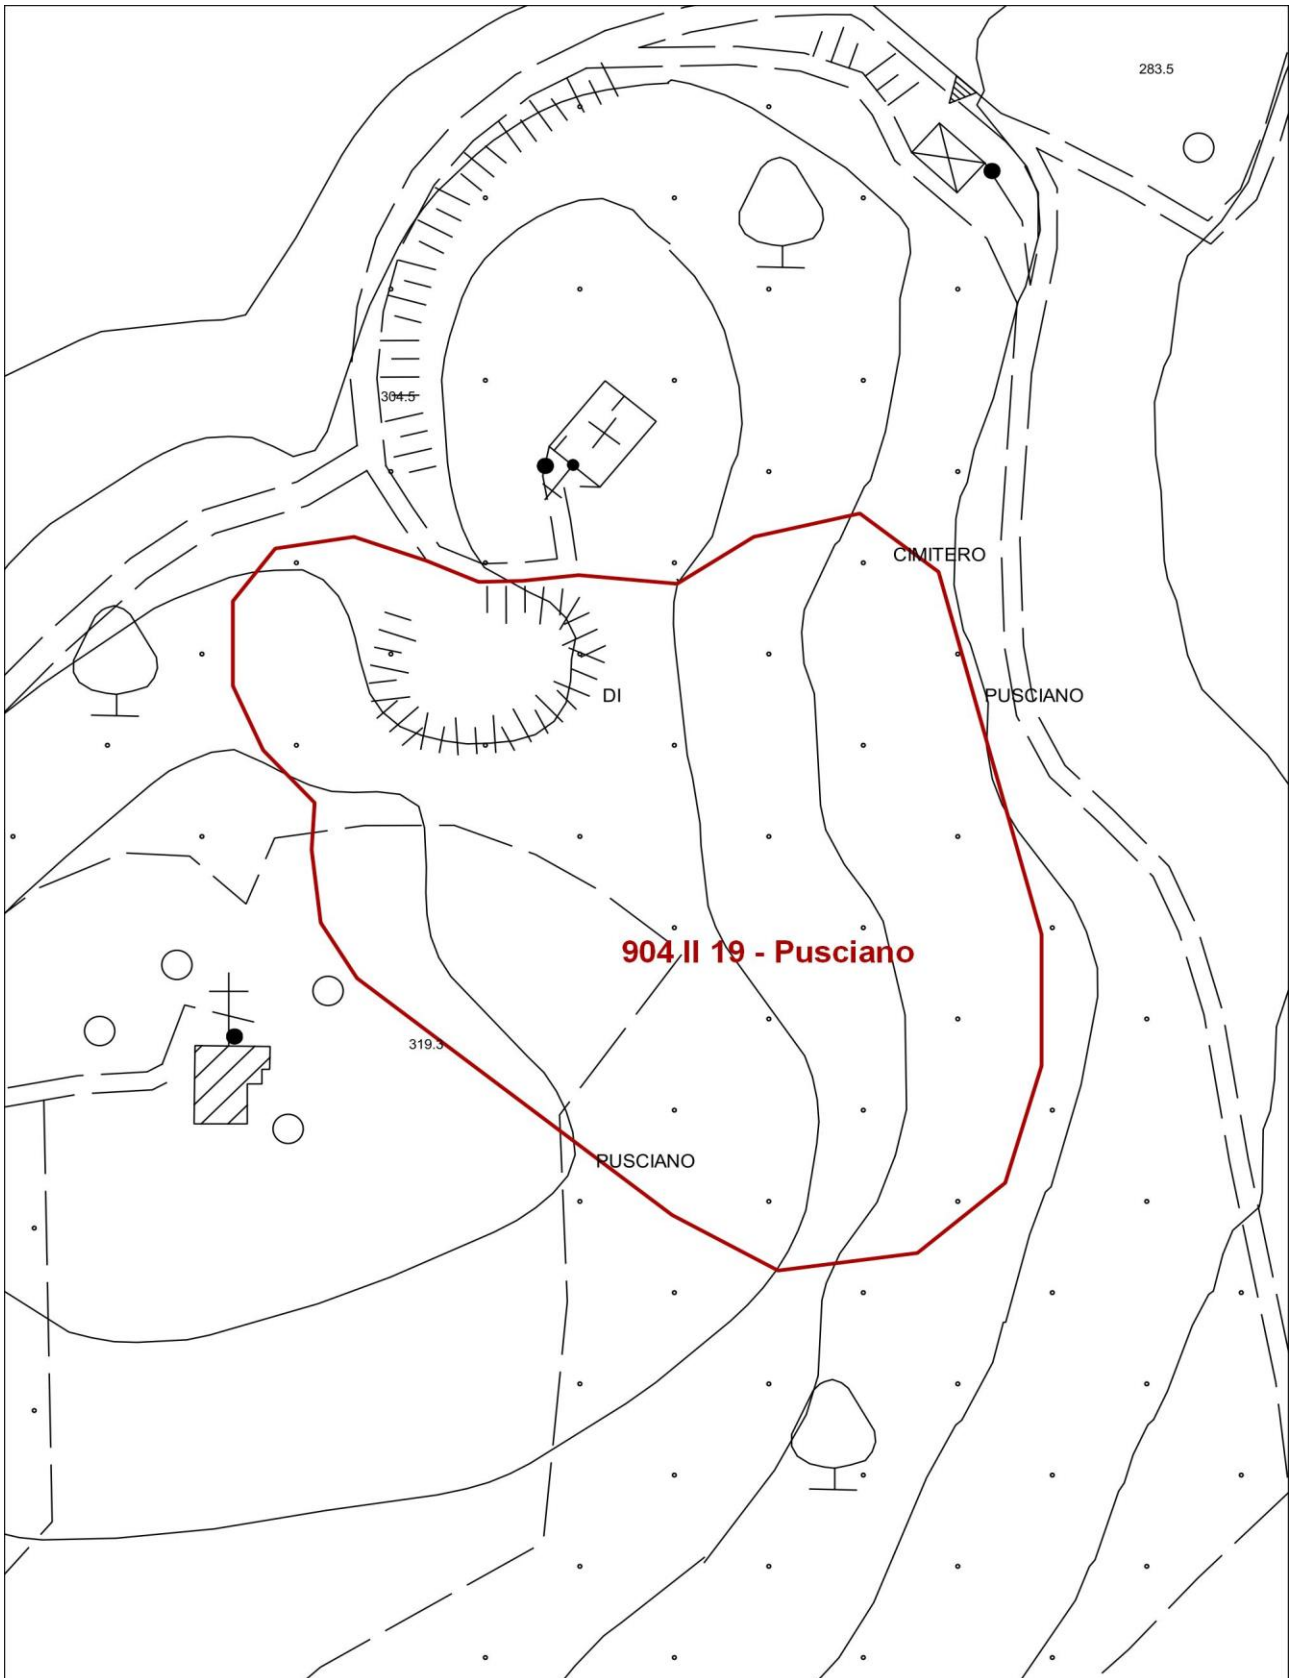 283.5
304.5
CIMITERO
DI
PUSCIANO
904 II 19 - Pusciano
319.3
PUSCIANO